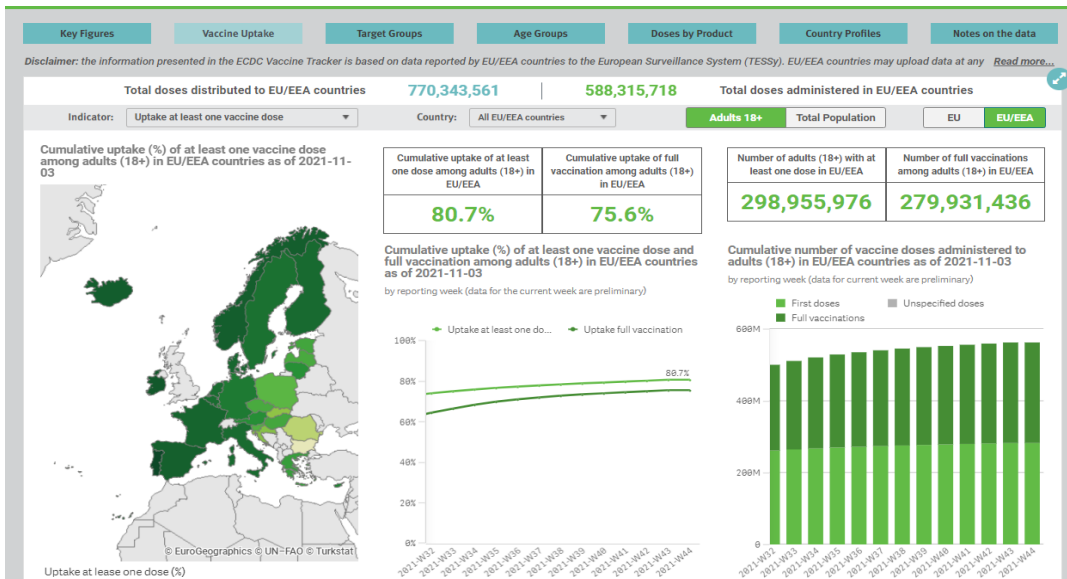 Key Figures
Vaccine Uptake
Target Groups
Age Groups
Doses by Product
Country Profiles
Notes on the data
Disclaimer: the information presented in the ECDC Vaccine Tracker is based on data reported by EU/EEA countries to the European Surveillance System (TESSy). EU/EEA countries may upload data at any Read more...
Total doses distributed to EU/EEA countries 770,343,561 588,315,718 Total doses administered in EU/EEA countries
Indicator: Uptake at least one vaccine dose Country: All EU/EEA countries Adults 18+ Total Population EU EU/EEA
Cumulative uptake (%) of at least one vaccine dose
among adults (18+) in EU/EEA countries as of 2021-11-
03
© EuroGeographics © UN-FAO © Turkstat
Uptake at lease one dose (%)
Cumulative uptake of at least
one dose among adults (18+) in
EU/EEA
80.7%
Cumulative uptake of full
vaccination among adults (18+)
in EU/EEA
75.6%
Cumulative uptake (%) of at least one vaccine dose and
full vaccination among adults (18+) in EU/EEA countries
as of 2021-11-03
by reporting week (data for the current week are preliminary)
Uptake at least one do... Uptake full vaccination
100%
80%
60%
40%
20%
0%
80.7%
2021-W32
2021-W33
2021-W34
2021-W35
2021-W36
2021-W37
2021-W38
2021-W39
2021-W40
2021-W41
2021-W42
2021-W43
2021-W44
Number of adults (18+) with at
least one dose in EU/EEA
298,955,976
Number of full vaccinations
among adults (18+) in EU/EEA
279,931,436
Cumulative number of vaccine doses administered to
adults (18+) in EU/EEA countries as of 2021-11-03
by reporting week (data for current week are preliminary)
First doses Unspecified doses
Full vaccinations
600M
400M
200M
0
2021-W32
2021-W33
2021-W34
2021-W35
2021-W36
2021-W37
2021-W38
2021-W39
2021-W40
2021-W41
2021-W42
2021-W43
2021-W44